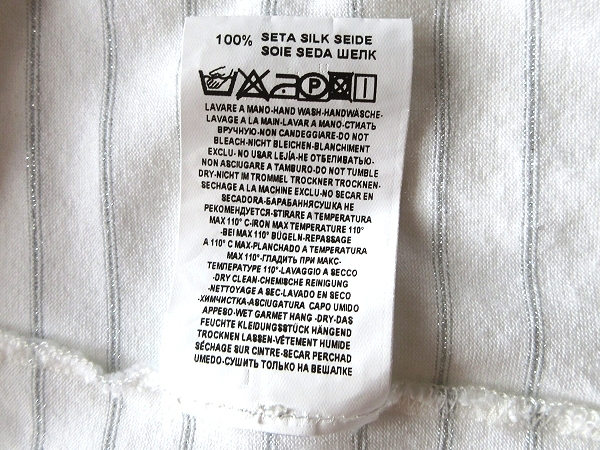 100% SETA SILK SEIDE
SOIE SEDA ШЕЛК
P
LAVARE A MANO-HAND WASH-HANDWÄSCHE-
LAVAGE A LA MAIN-LAVAR A MANO-СТИАТЬ
ВРУЧНУЮ-NON CANDEGGIARE-DO NOT
BLEACH-NICHT BLEICHEN-BLANCHIMENT
EXCLU- NO USAR LEJÍA-НЕ ОТБЕЛИВАТЬЮ-
NON ASCIUGARE A TAMBURO-DO NOT TUMBLE
DRY-NICHT IM TROMMEL TROCKNER TROCKNEN-
SECHAGE A LA MACHINE EXCLU-NO SECAR EN
SECADORA-БАРАБАННЯСУШКА НЕ
РЕКОМЕНДУЕТСЯ-STIRARE A TEMPERATURA
MAX 110° C-IRON MAX TEMPERATURE 110°
-BEI MAX 110° BÜGELN-REPASSAGE
A 110° C MAX-PLANCHADO A TEMPERATURA
MAX 110°-ГЛАДИТЬ ПРИ МАКС-
ТЕМПЕРАТУРЕ 110°-LAVAGGIO A SECCO
-DRY CLEAN-CHEMISCHE REINIGUNG
-NETTOYAGE A SEC-LAVADO EN SECO
-ХИМЧИСТКА-ASCIUGATURA CAPO UMIDO
APPESO-WET GARMET HANG -DRY-DAS
FEUCHTE KLEIDUNGSSTÜCK HÄNGEND
TROCKNEN LASSEN-VÊTEMENT HUMIDE
SÉCHAGE SUR CINTRE-SECAR PERCHAD
UMEDO-СУШИТЬ ТОЛЬКО НА ВЕШАЛКЕ